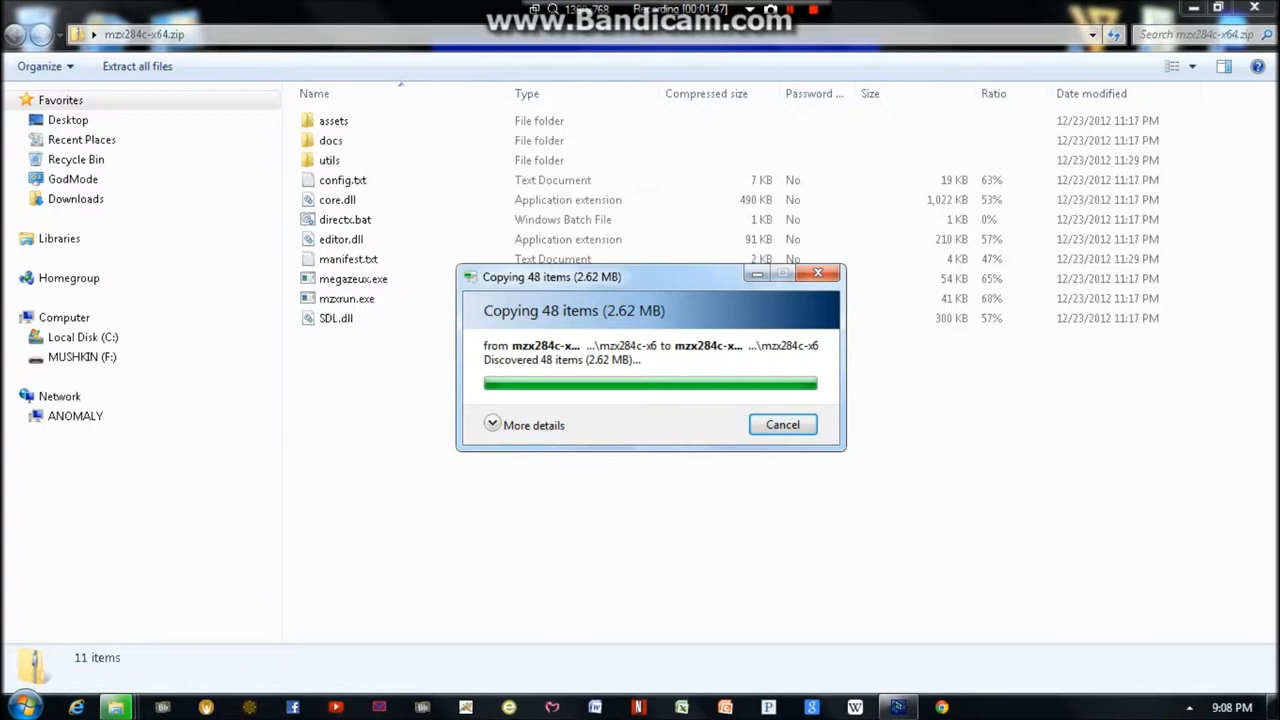 1360x768 Recording [00:01:47]
www.Bandicam.com
mzx284c-x64.zip
Search mzx284c-x64.zip
Organize
Extract all files
Name Type Compressed size Password ... Size Ratio Date modified
Favorites
Desktop
Recent Places
Recycle Bin
GodMode
Downloads
Libraries
Homegroup
Computer
Local Disk (C:)
MUSHKIN (F:)
Network
ANOMALY
assets File folder 12/23/2012 11:17 PM
docs File folder 12/23/2012 11:17 PM
utils File folder 12/23/2012 11:29 PM
config.txt Text Document 7 KB No 19 KB 63% 12/23/2012 11:17 PM
core.dll Application extension 490 KB No 1,022 KB 53% 12/23/2012 11:17 PM
directx.bat Windows Batch File 1 KB No 1 KB 0% 12/23/2012 11:17 PM
editor.dll Application extension 91 KB No 210 KB 57% 12/23/2012 11:17 PM
manifest.txt Text Document 2 KB No 4 KB 47% 12/23/2012 11:29 PM
megazeux.exe 54 KB 65% 12/23/2012 11:17 PM
mzxrun.exe 41 KB 68% 12/23/2012 11:17 PM
SDL.dll 300 KB 57% 12/23/2012 11:17 PM
Copying 48 items (2.62 MB)
Copying 48 items (2.62 MB)
from mzx284c-x... ...\mzx284c-x6 to mzx284c-x... ...\mzx284c-x6
Discovered 48 items (2.62 MB)...
More details
Cancel
11 items
9:08 PM